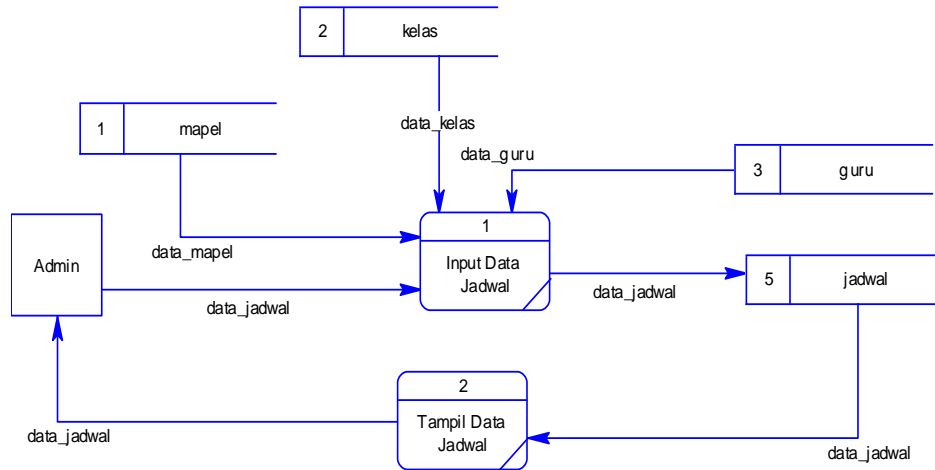 2 kelas
1 mapel
data_kelas
data_guru
3 guru
Admin
data_mapel
1
Input Data
Jadwal
data_jadwal
data_jadwal
5 jadwal
2
Tampil Data
Jadwal
data_jadwal
data_jadwal